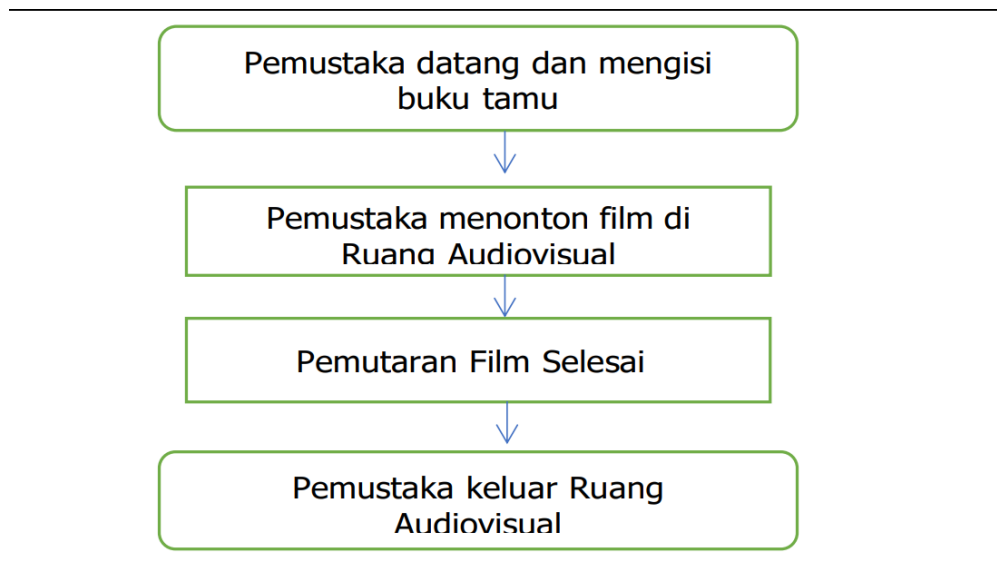 Pemustaka datang dan mengisi
buku tamu
Pemustaka menonton film di
Ruang Audiovisual
Pemutaran Film Selesai
Pemustaka keluar Ruang
Audiovisual